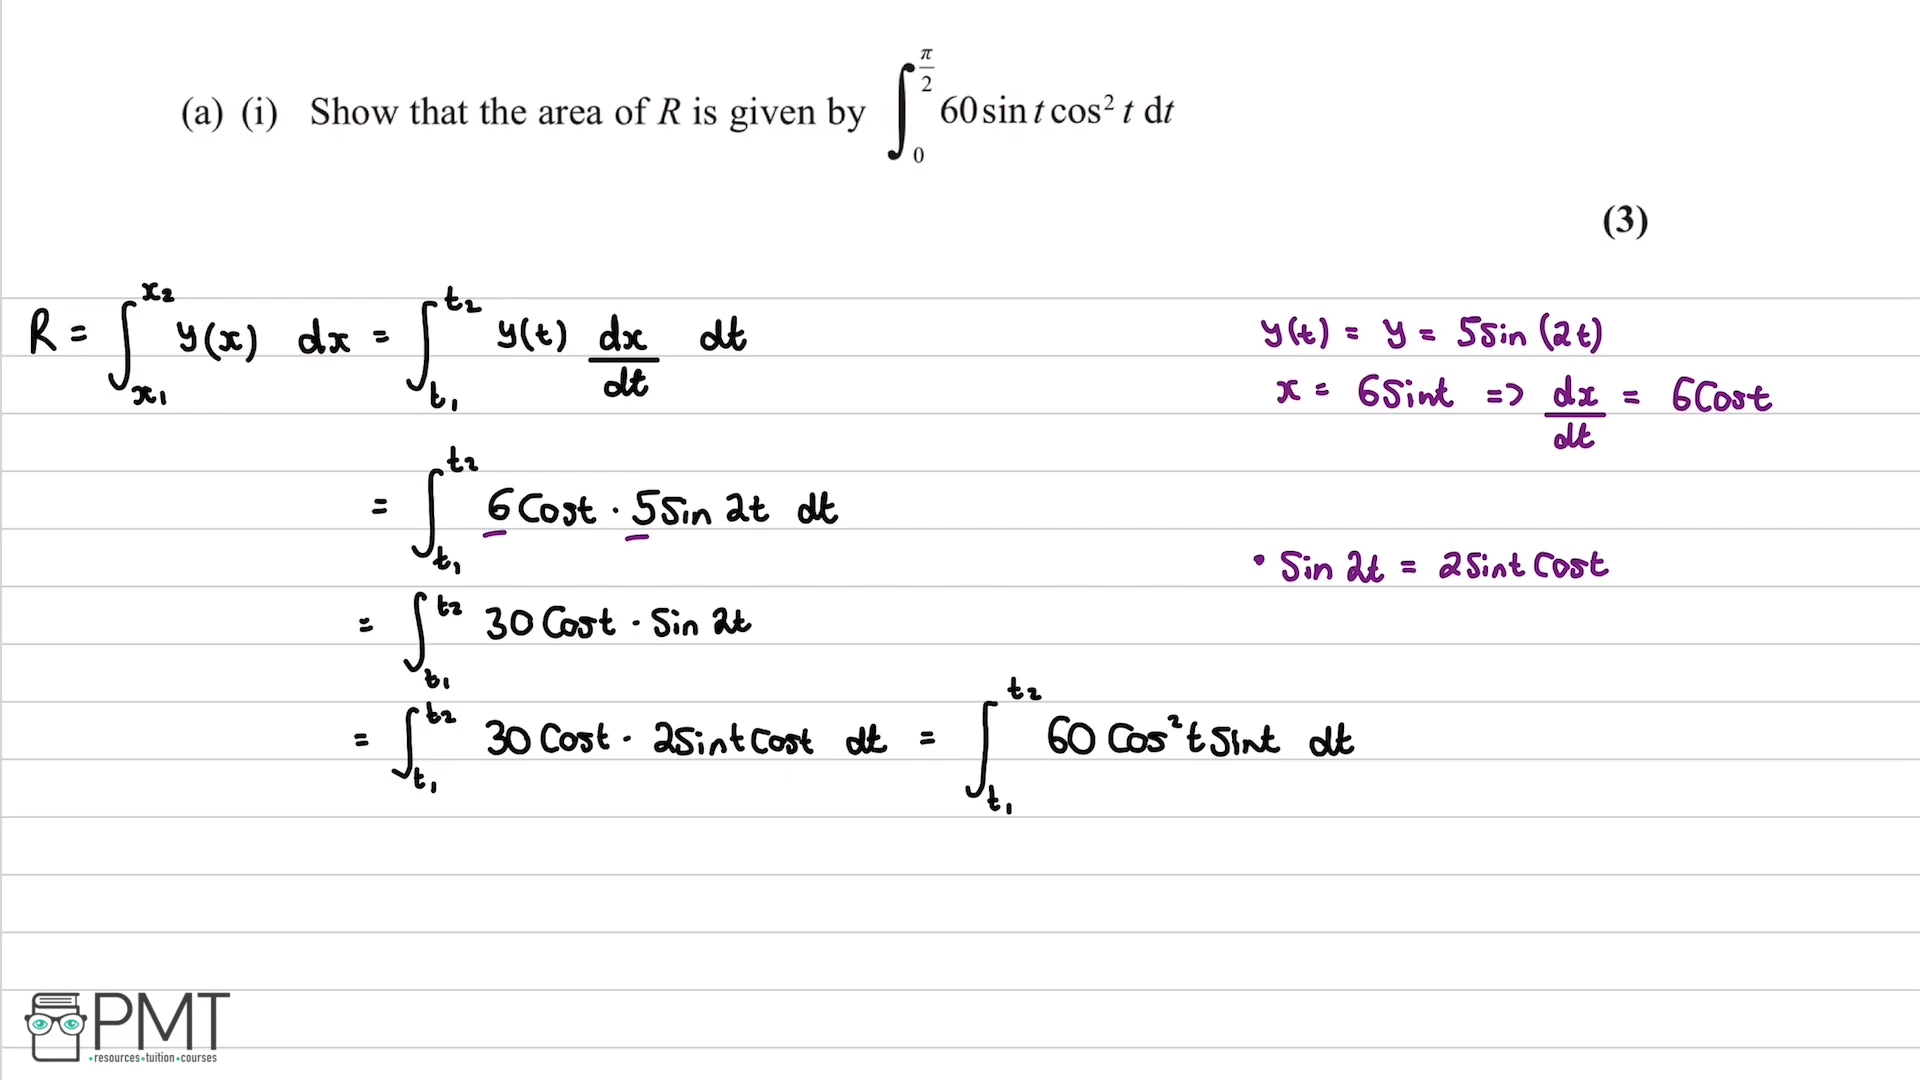 (a) (i) Show that the area of R is given by ∫₀^{π/2} 60 sin t cos² t dt
(3)
R = ∫_{x₁}^{x₂} y(x) dx = ∫_{t₁}^{t₂} y(t) dx/dt dt
y(t) = y = 5Sin (2t)
x = 6Sint => dx/dt = 6Cost
= ∫_{t₁}^{t₂} 6Cost · 5Sin 2t dt
• Sin 2t = 2Sint Cost
= ∫_{t₁}^{t₂} 30Cost · Sin 2t
= ∫_{t₁}^{t₂} 30Cost · 2Sint Cost dt = ∫_{t₁}^{t₂} 60 Cos²t Sint dt
PMT
•resources•tuition•courses